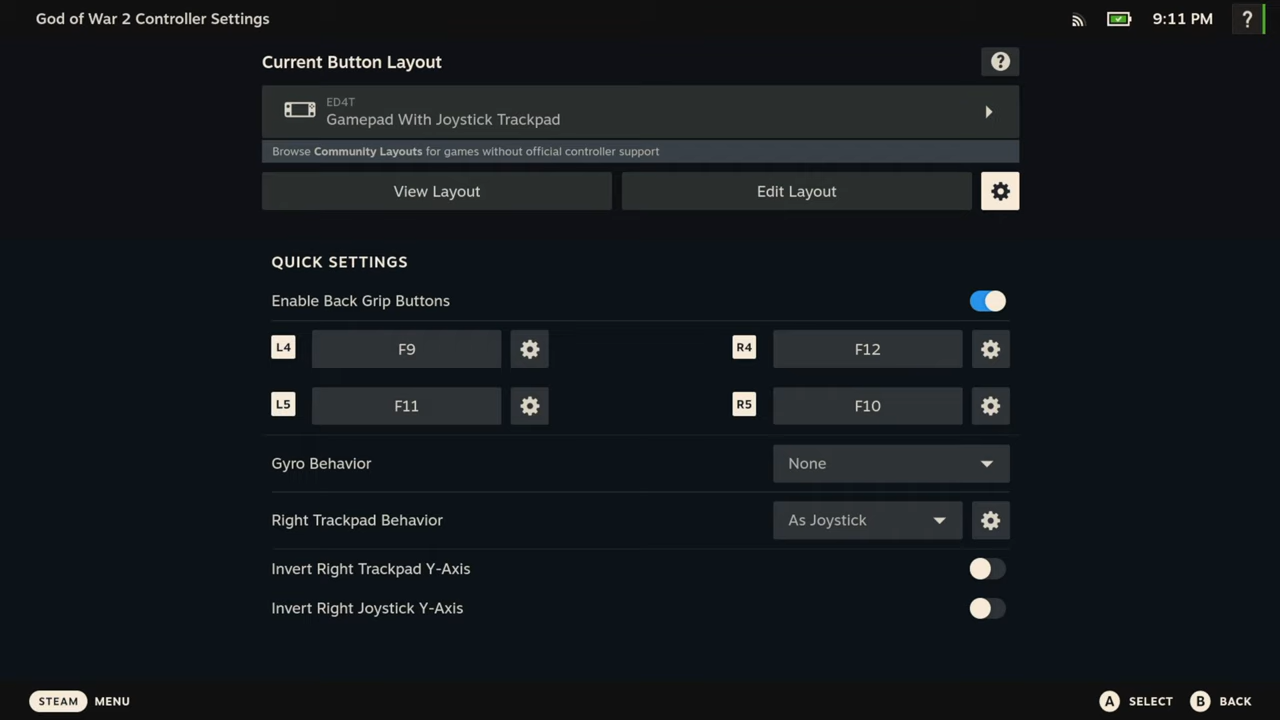 God of War 2 Controller Settings
9:11 PM
?
Current Button Layout
?
ED4T
Gamepad With Joystick Trackpad
Browse Community Layouts for games without official controller support
View Layout
Edit Layout
QUICK SETTINGS
Enable Back Grip Buttons
L4 F9
R4 F12
L5 F11
R5 F10
Gyro Behavior
None
Right Trackpad Behavior
As Joystick
Invert Right Trackpad Y-Axis
Invert Right Joystick Y-Axis
STEAM MENU
A SELECT B BACK